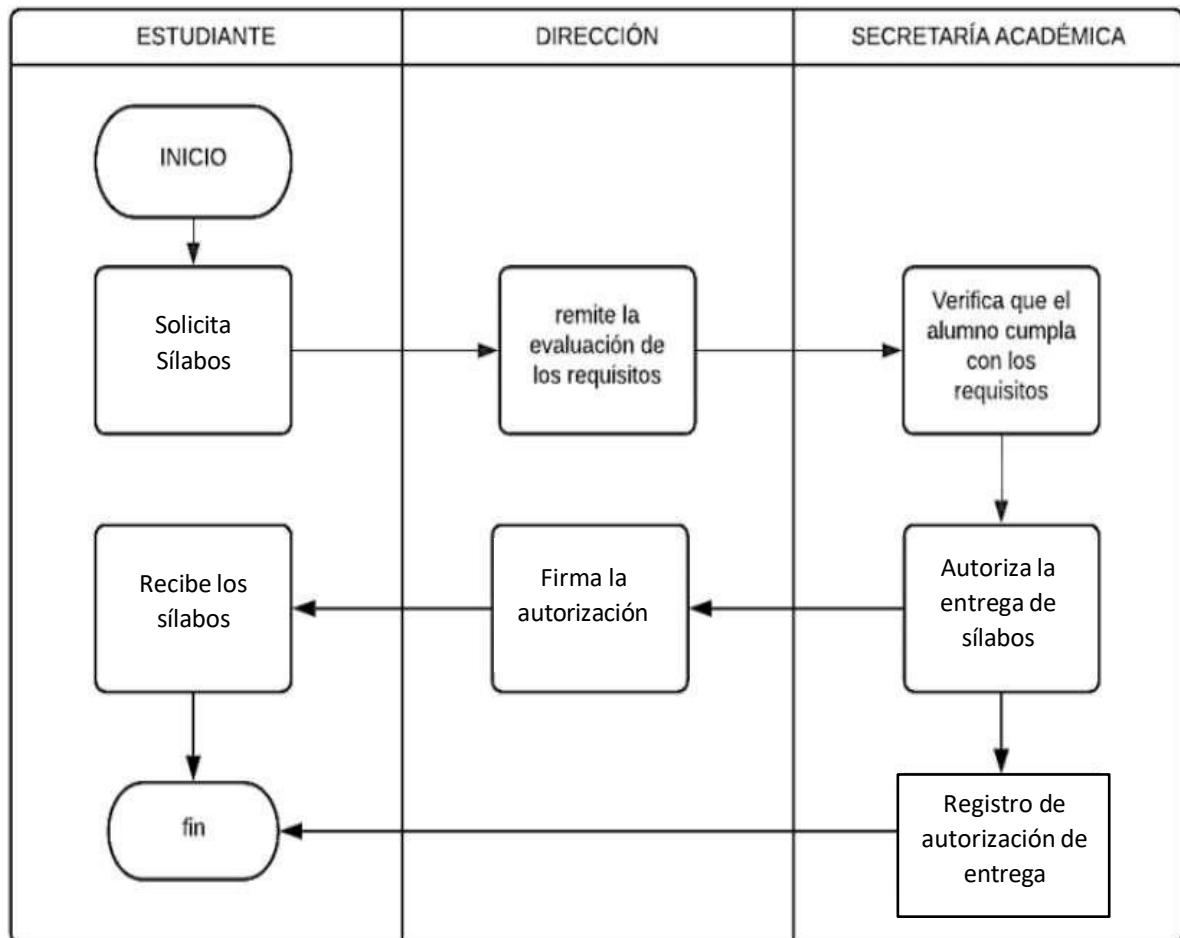 ESTUDIANTE
DIRECCIÓN
SECRETARÍA ACADÉMICA
INICIO
Solicita
Sílabos
remite la
evaluación de
los requisitos
Verifica que el
alumno cumpla
con los
requisitos
Recibe los
sílabos
Firma la
autorización
Autoriza la
entrega de
sílabos
fin
Registro de
autorización de
entrega